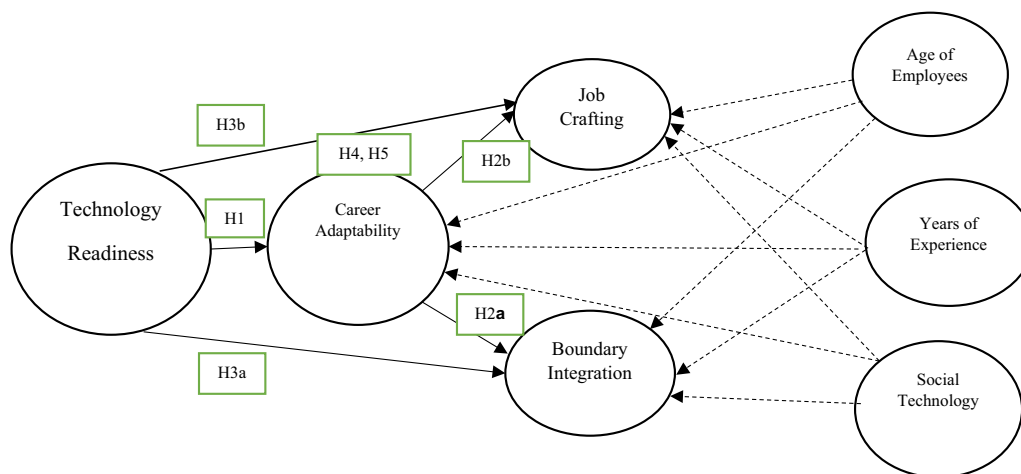 Age of
Employees
Job
Crafting
H3b
H4, H5
H2b
Technology
Readiness
H1
Career
Adaptability
Years of
Experience
H2a
Boundary
Integration
H3a
Social
Technology